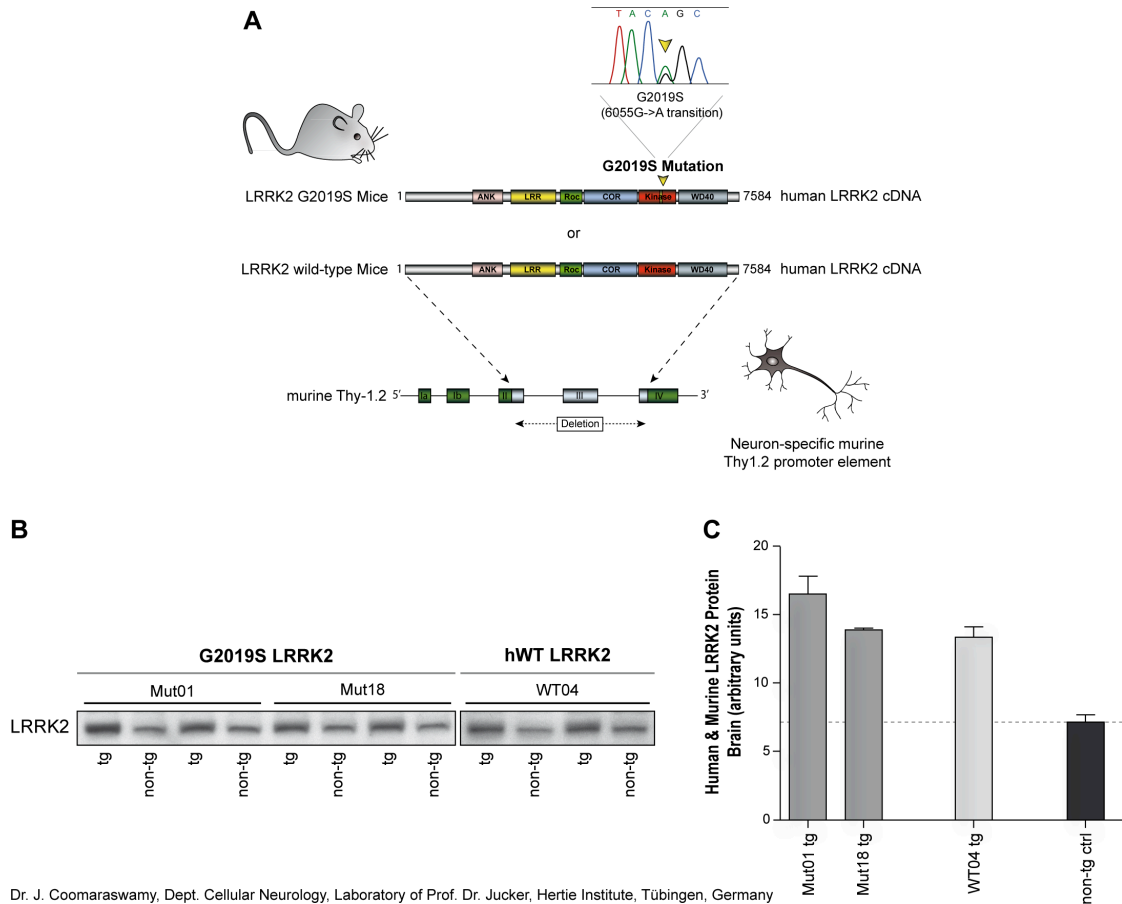 A
T A C A G C
G2019S
(6055G->A transition)
G2019S Mutation
LRRK2 G2019S Mice 1 ANK LRR Roc COR Kinase WD40 7584 human LRRK2 cDNA
or
LRRK2 wild-type Mice 1 ANK LRR Roc COR Kinase WD40 7584 human LRRK2 cDNA
murine Thy-1.2 5′ Ia Ib II III IV 3′
Deletion
Neuron-specific murine
Thy1.2 promoter element
B
G2019S LRRK2 hWT LRRK2
Mut01 Mut18 WT04
LRRK2
tg non-tg tg non-tg tg non-tg tg non-tg tg non-tg tg non-tg
C
Human & Murine LRRK2 Protein
Brain (arbitrary units)
20
15
10
5
0
Mut01 tg
Mut18 tg
WT04 tg
non-tg ctrl
Dr. J. Coomaraswamy, Dept. Cellular Neurology, Laboratory of Prof. Dr. Jucker, Hertie Institute, Tübingen, Germany